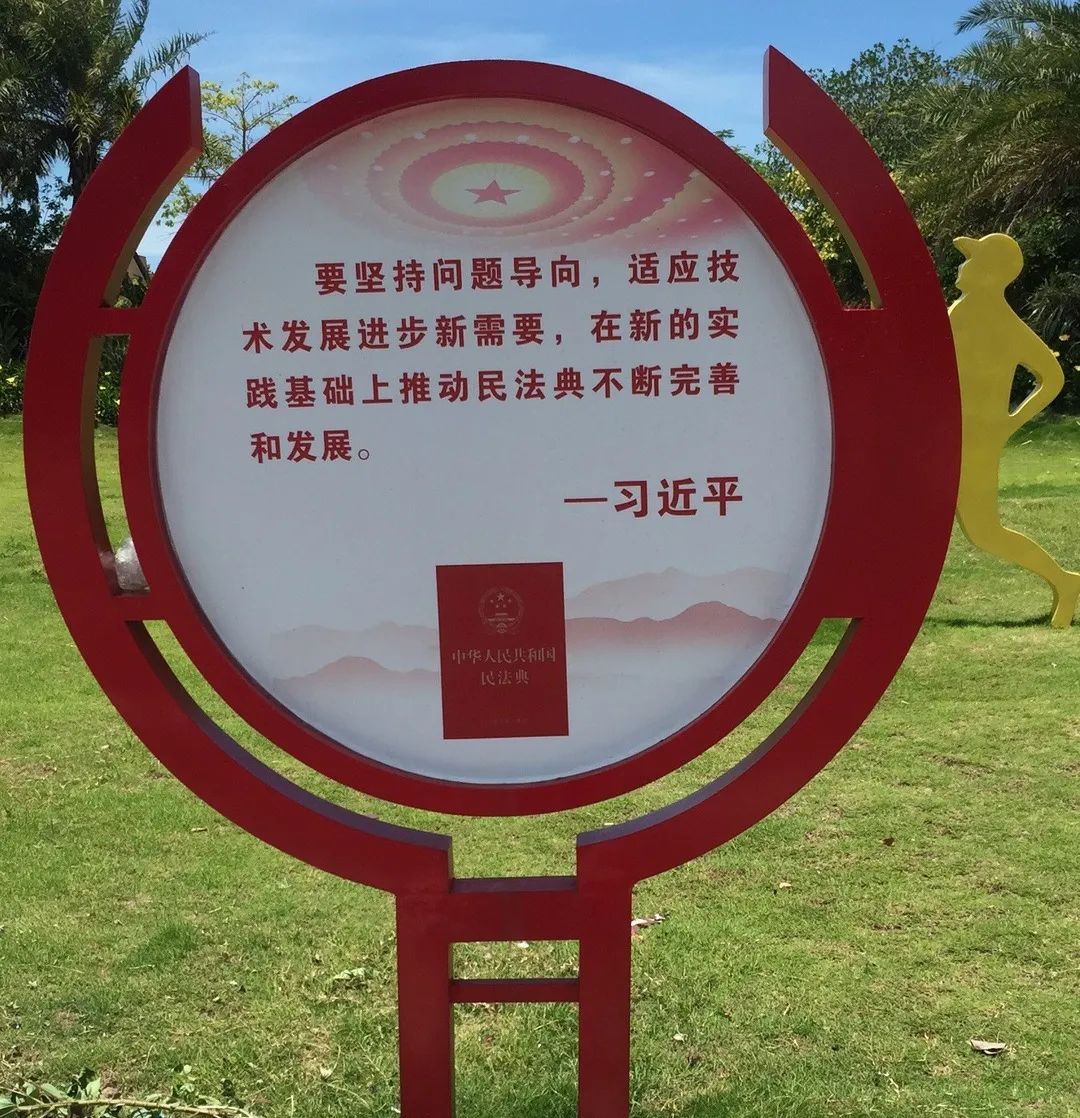 要坚持问题导向，适应技
术发展进步新需要，在新的实
践基础上推动民法典不断完善
和发展。
—习近平
中华人民共和国
民法典